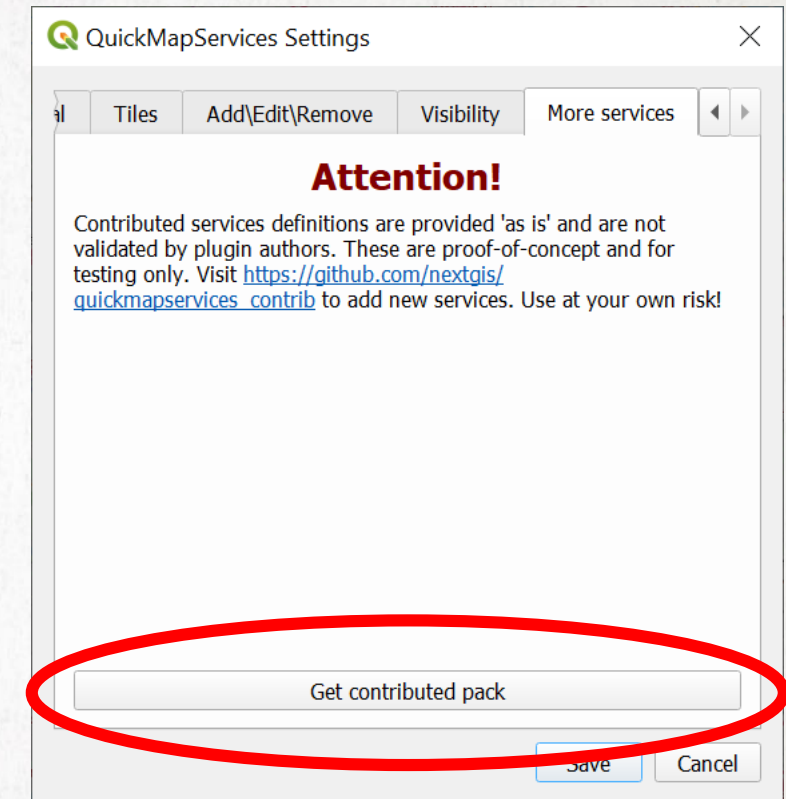 QuickMapServices Settings
al Tiles Add\Edit\Remove Visibility More services
Attention!
Contributed services definitions are provided 'as is' and are not
validated by plugin authors. These are proof-of-concept and for
testing only. Visit https://github.com/nextgis/
quickmapservices_contrib to add new services. Use at your own risk!
Get contributed pack
Save Cancel